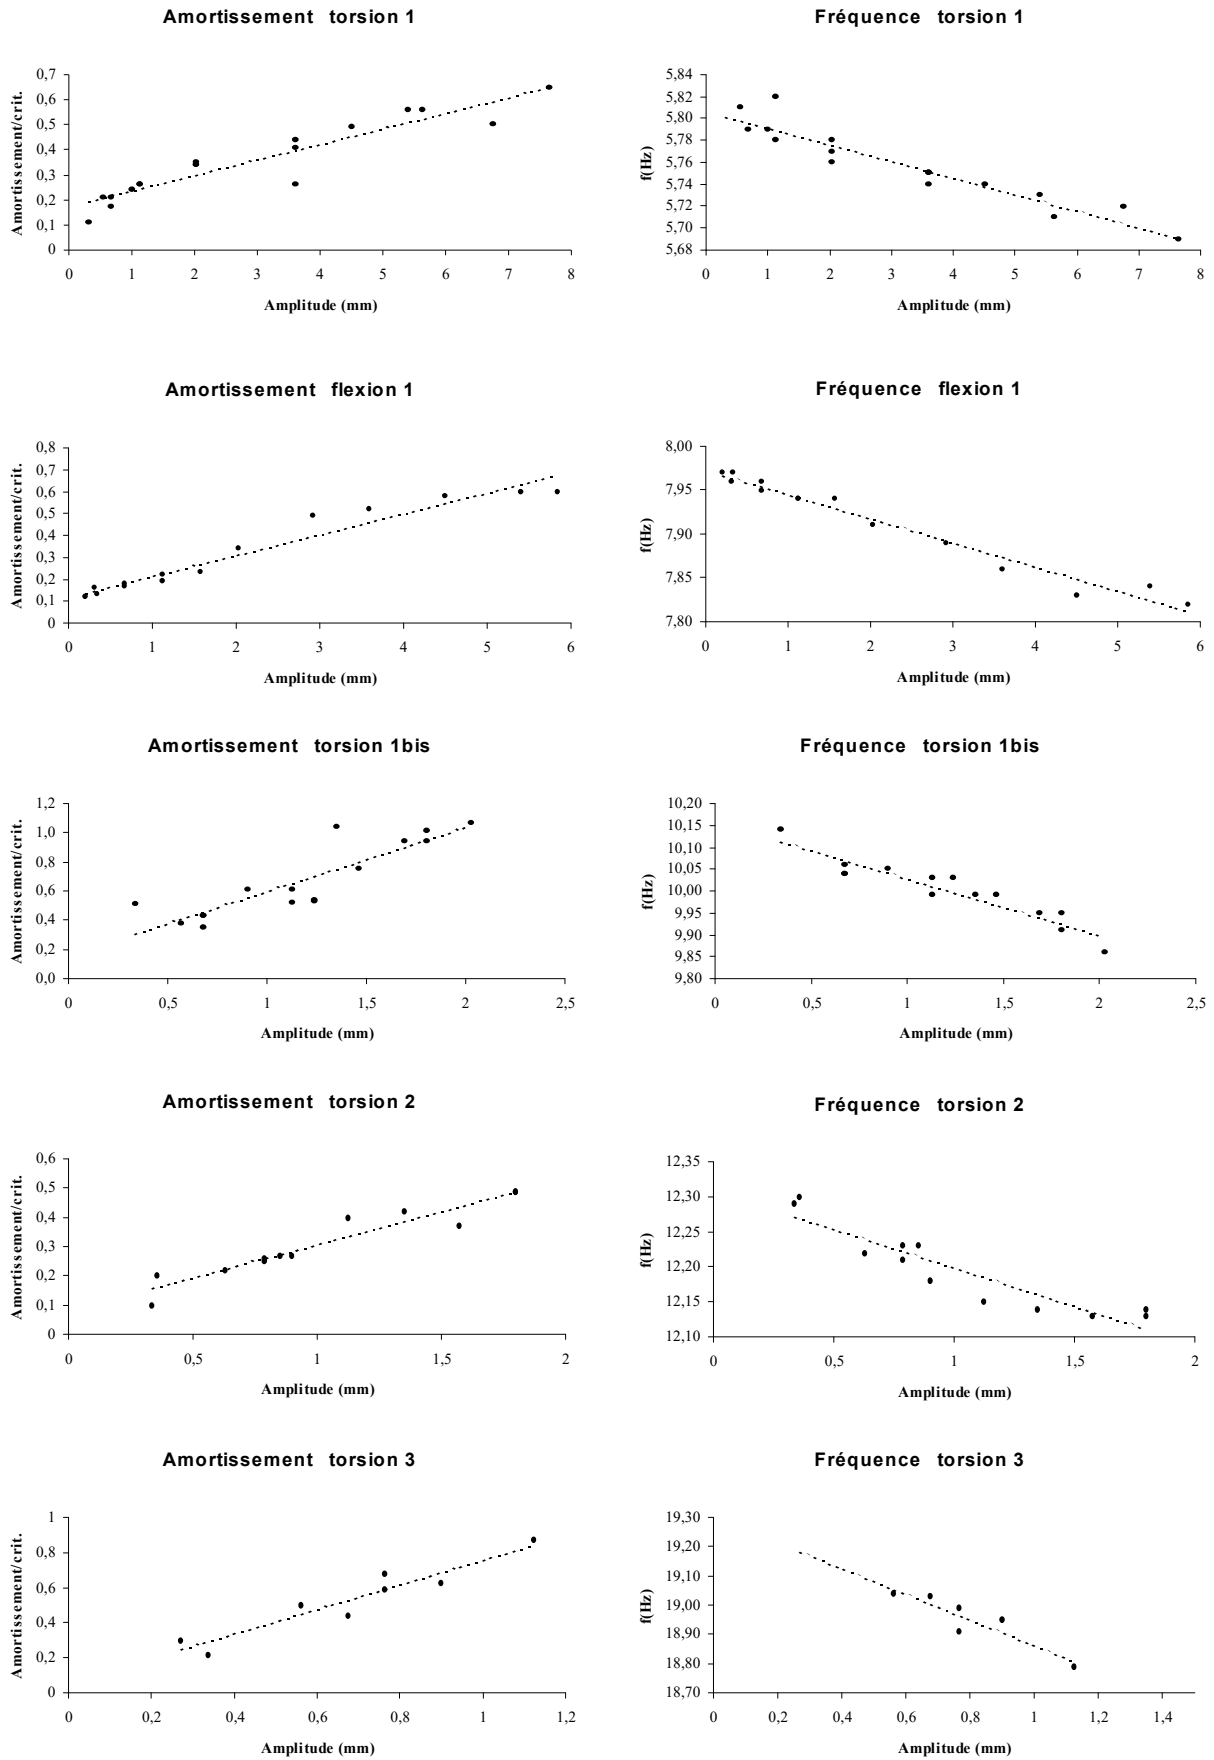 Amortissement torsion 1
Amortissement/crit.
0,7
0,6
0,5
0,4
0,3
0,2
0,1
0
0 1 2 3 4 5 6 7 8
Amplitude (mm)
Fréquence torsion 1
f(Hz)
5,84
5,82
5,80
5,78
5,76
5,74
5,72
5,70
5,68
0 1 2 3 4 5 6 7 8
Amplitude (mm)
Amortissement flexion 1
Amortissement/crit.
0,8
0,7
0,6
0,5
0,4
0,3
0,2
0,1
0
0 1 2 3 4 5 6
Amplitude (mm)
Fréquence flexion 1
f(Hz)
8,00
7,95
7,90
7,85
7,80
0 1 2 3 4 5 6
Amplitude (mm)
Amortissement torsion 1bis
Amortissement/crit.
1,2
1,0
0,8
0,6
0,4
0,2
0,0
0 0,5 1 1,5 2 2,5
Amplitude (mm)
Fréquence torsion 1bis
f(Hz)
10,20
10,15
10,10
10,05
10,00
9,95
9,90
9,85
9,80
0 0,5 1 1,5 2 2,5
Amplitude (mm)
Amortissement torsion 2
Amortissement/crit.
0,6
0,5
0,4
0,3
0,2
0,1
0
0 0,5 1 1,5 2
Amplitude (mm)
Fréquence torsion 2
f(Hz)
12,35
12,30
12,25
12,20
12,15
12,10
0 0,5 1 1,5 2
Amplitude (mm)
Amortissement torsion 3
Amortissement/crit.
1
0,8
0,6
0,4
0,2
0
0 0,2 0,4 0,6 0,8 1 1,2
Amplitude (mm)
Fréquence torsion 3
f(Hz)
19,30
19,20
19,10
19,00
18,90
18,80
18,70
0 0,2 0,4 0,6 0,8 1 1,2 1,4
Amplitude (mm)